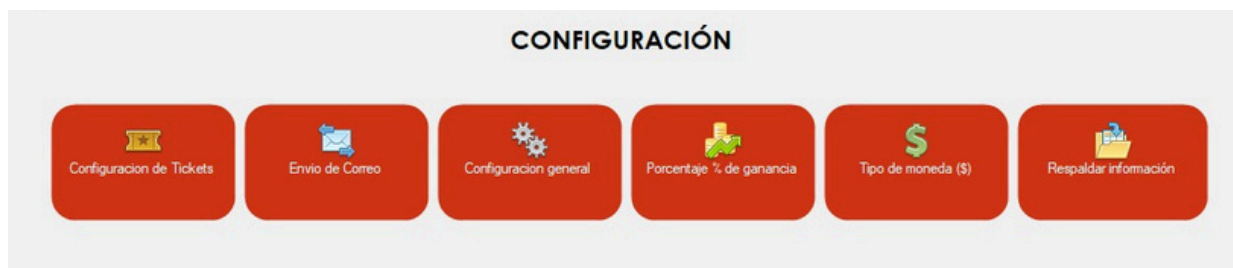 CONFIGURACIÓN
Configuracion de Tickets
Envio de Correo
Configuracion general
Porcentaje % de ganancia
Tipo de moneda ($)
Respaldar información